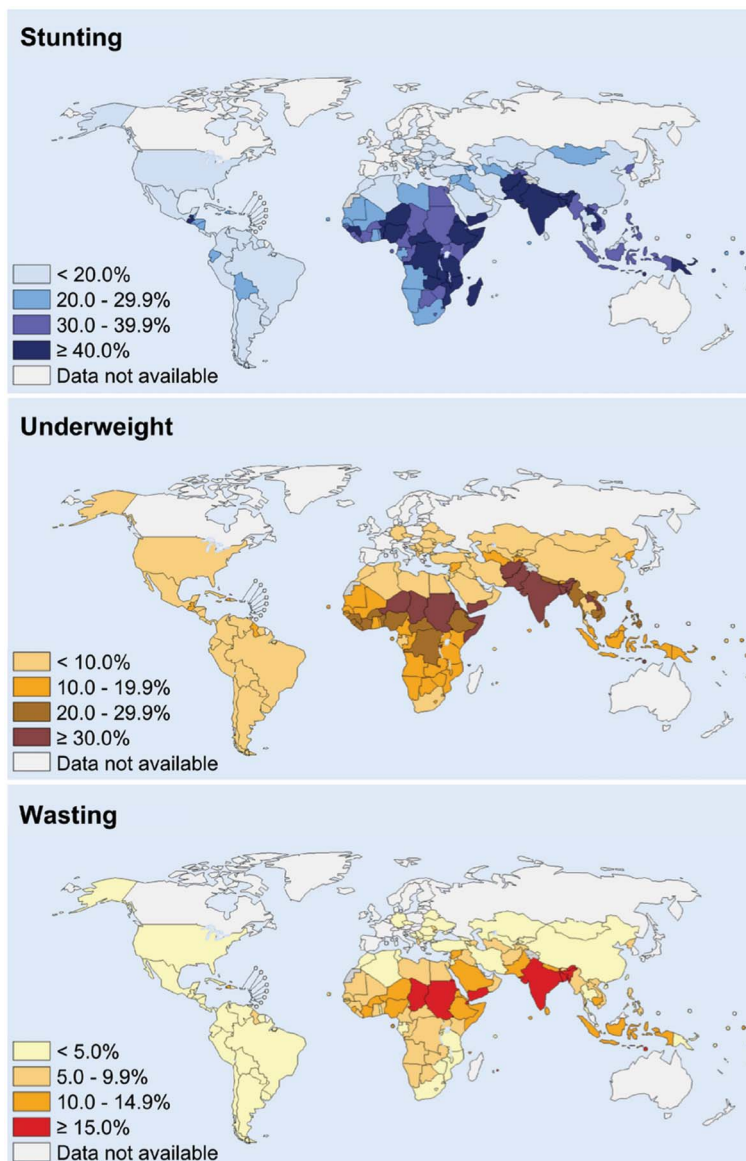 Stunting
< 20.0%
20.0 - 29.9%
30.0 - 39.9%
≥ 40.0%
Data not available
Underweight
< 10.0%
10.0 - 19.9%
20.0 - 29.9%
≥ 30.0%
Data not available
Wasting
< 5.0%
5.0 - 9.9%
10.0 - 14.9%
≥ 15.0%
Data not available